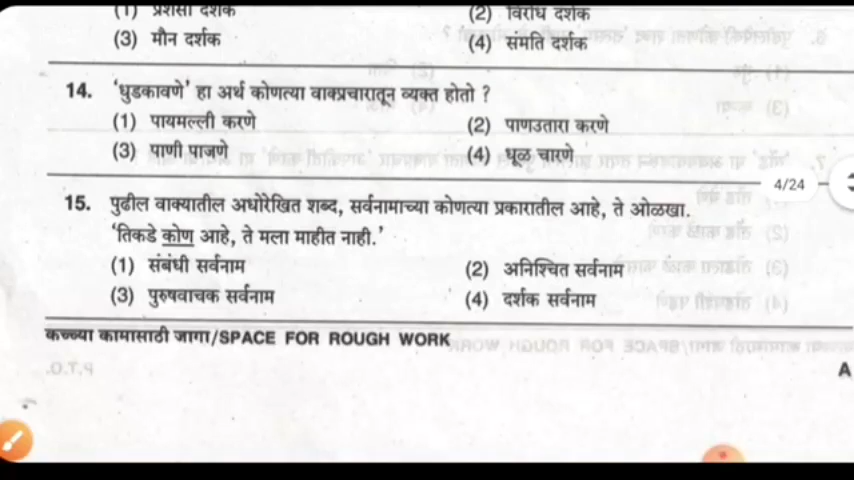 (1) प्रशंसा दर्शक (2) विरोध दर्शक
(3) मौन दर्शक (4) संमति दर्शक
14. 'धुडकावणे' हा अर्थ कोणत्या वाक्प्रचारातून व्यक्त होतो ?
(1) पायमल्ली करणे (2) पाणउतारा करणे
(3) पाणी पाजणे (4) धूळ चारणे
4/24
15. पुढील वाक्यातील अधोरेखित शब्द, सर्वनामाच्या कोणत्या प्रकारातील आहे, ते ओळखा.
'तिकडे कोण आहे, ते मला माहीत नाही.'
(1) संबंधी सर्वनाम (2) अनिश्चित सर्वनाम
(3) पुरुषवाचक सर्वनाम (4) दर्शक सर्वनाम
कच्च्या कामासाठी जागा/SPACE FOR ROUGH WORK
A